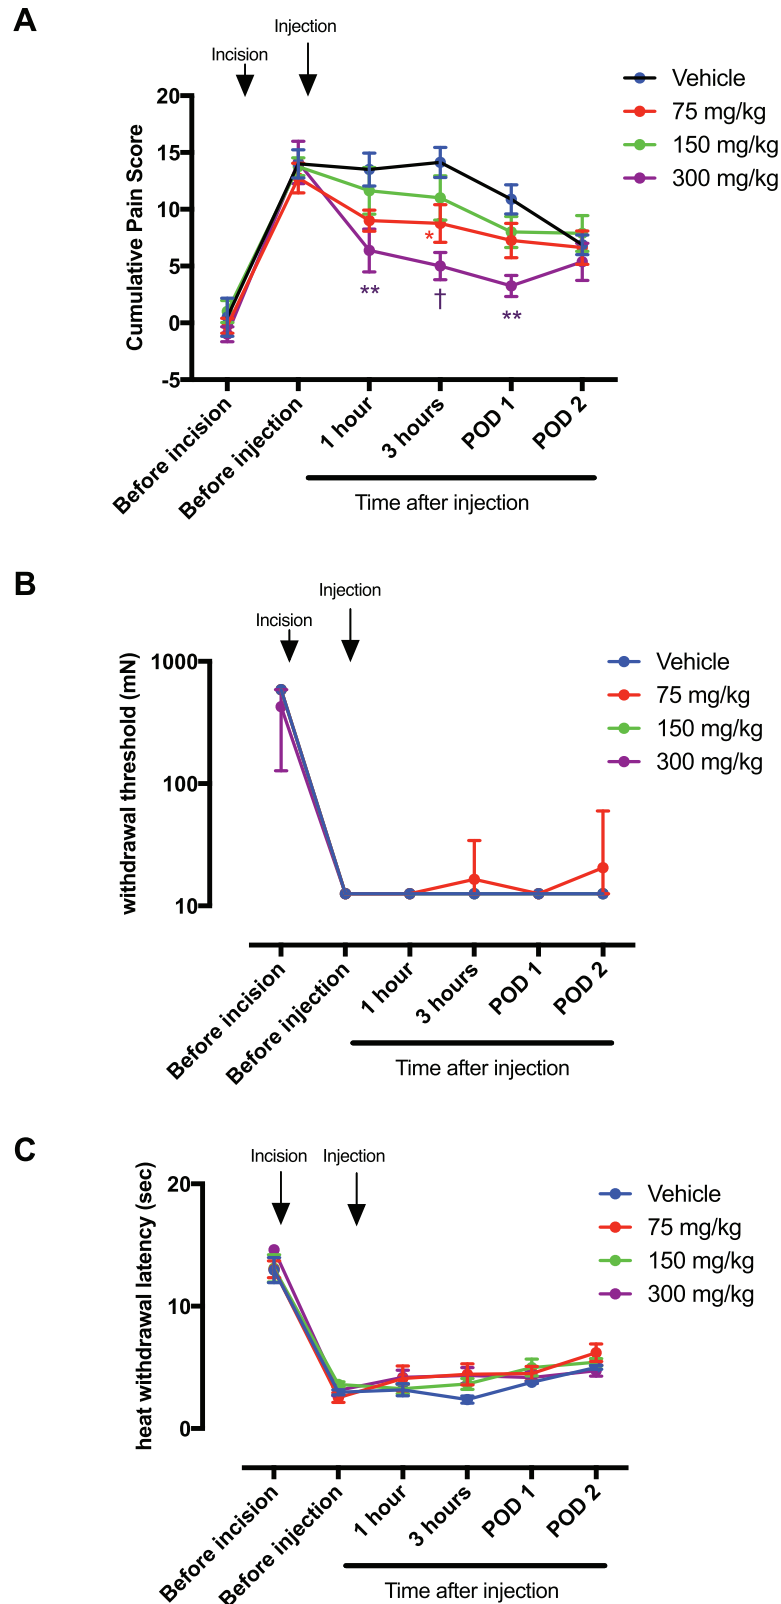 A
Incision
Injection
Vehicle
75 mg/kg
150 mg/kg
300 mg/kg
Cumulative Pain Score
20
15
10
5
0
-5
*
**
†
**
Before incision
Before injection
1 hour
3 hours
POD 1
POD 2
Time after injection
B
Incision
Injection
Vehicle
75 mg/kg
150 mg/kg
300 mg/kg
withdrawal threshold (mN)
1000
100
10
Before incision
Before injection
1 hour
3 hours
POD 1
POD 2
Time after injection
C
Incision
Injection
Vehicle
75 mg/kg
150 mg/kg
300 mg/kg
heat withdrawal latency (sec)
20
10
0
Before incision
Before injection
1 hour
3 hours
POD 1
POD 2
Time after injection